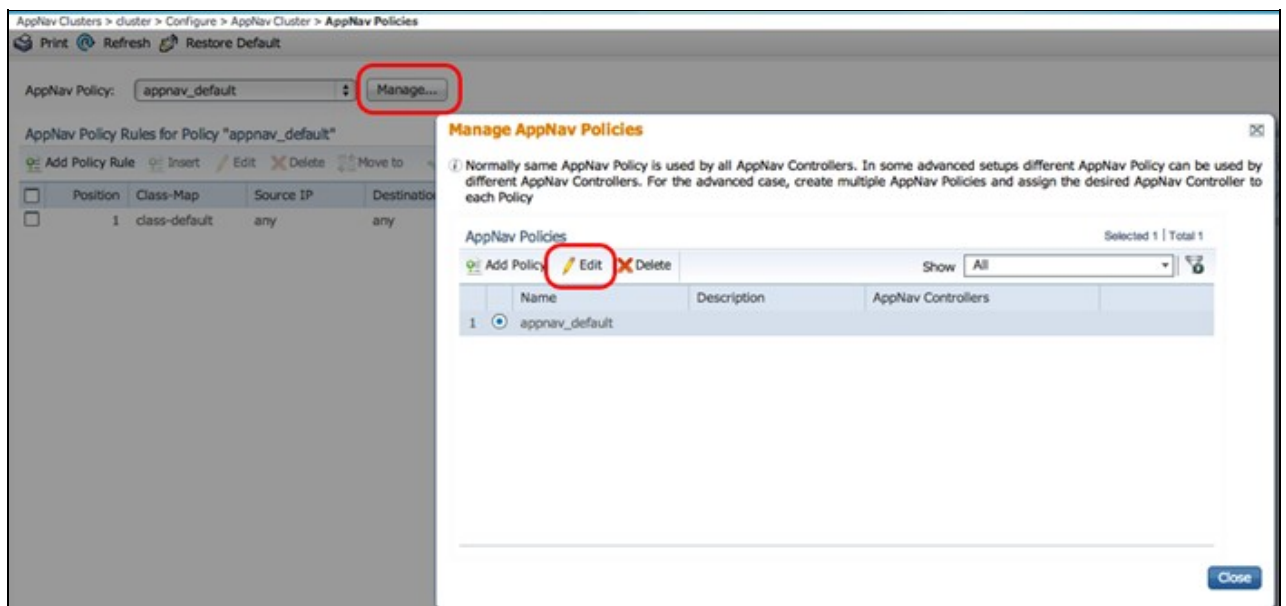 AppNav Clusters > cluster > Configure > AppNav Cluster > AppNav Policies
Print Refresh Restore Default
AppNav Policy: appnav_default Manage...
AppNav Policy Rules for Policy "appnav_default"
Add Policy Rule Insert Edit Delete Move to
Position Class-Map Source IP Destination
1 class-default any any
Manage AppNav Policies
Normally same AppNav Policy is used by all AppNav Controllers. In some advanced setups different AppNav Policy can be used by
different AppNav Controllers. For the advanced case, create multiple AppNav Policies and assign the desired AppNav Controller to
each Policy
AppNav Policies Selected 1 | Total 1
Add Policy Edit Delete Show All
Name Description AppNav Controllers
1 appnav_default
Close